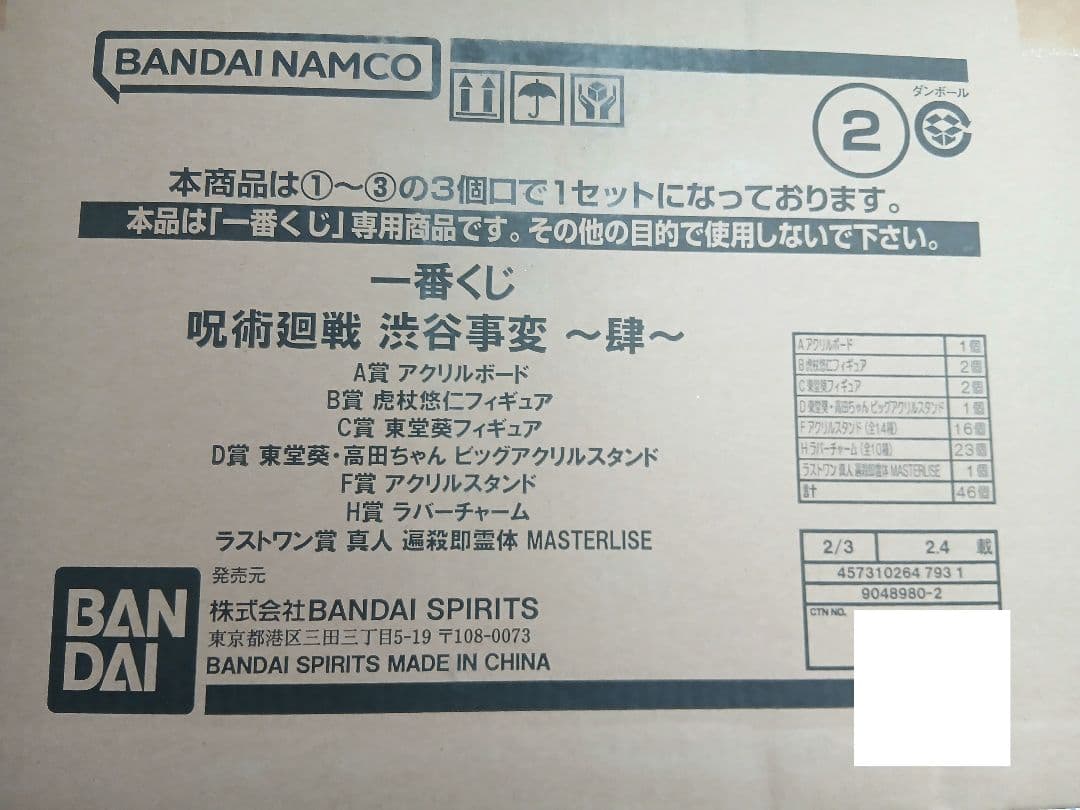 BANDAI NAMCO
2
ダンボール
本商品は①～③の3個口で1セットになっております。
本品は「一番くじ」専用商品です。その他の目的で使用しないで下さい。
一番くじ
呪術廻戦 渋谷事変 ～肆～
A賞 アクリルボード
B賞 虎杖悠仁フィギュア
C賞 東堂葵フィギュア
D賞 東堂葵・高田ちゃん ビッグアクリルスタンド
F賞 アクリルスタンド
H賞 ラバーチャーム
ラストワン賞 真人 遍殺即霊体 MASTERLISE
A アクリルボード 1個
B 虎杖悠仁フィギュア 2個
C 東堂葵フィギュア 2個
D 東堂葵・高田ちゃん ビッグアクリルスタンド 1個
F アクリルスタンド (全14種) 16個
H ラバーチャーム (全10種) 23個
ラストワン 真人 遍殺即霊体 MASTERLISE 1個
合計 46個
2/3 2.4 載
457310264 793 1
9048980-2
CTN NO.
BAN
DAI
発売元
株式会社BANDAI SPIRITS
東京都港区三田三丁目5-19 〒108-0073
BANDAI SPIRITS MADE IN CHINA